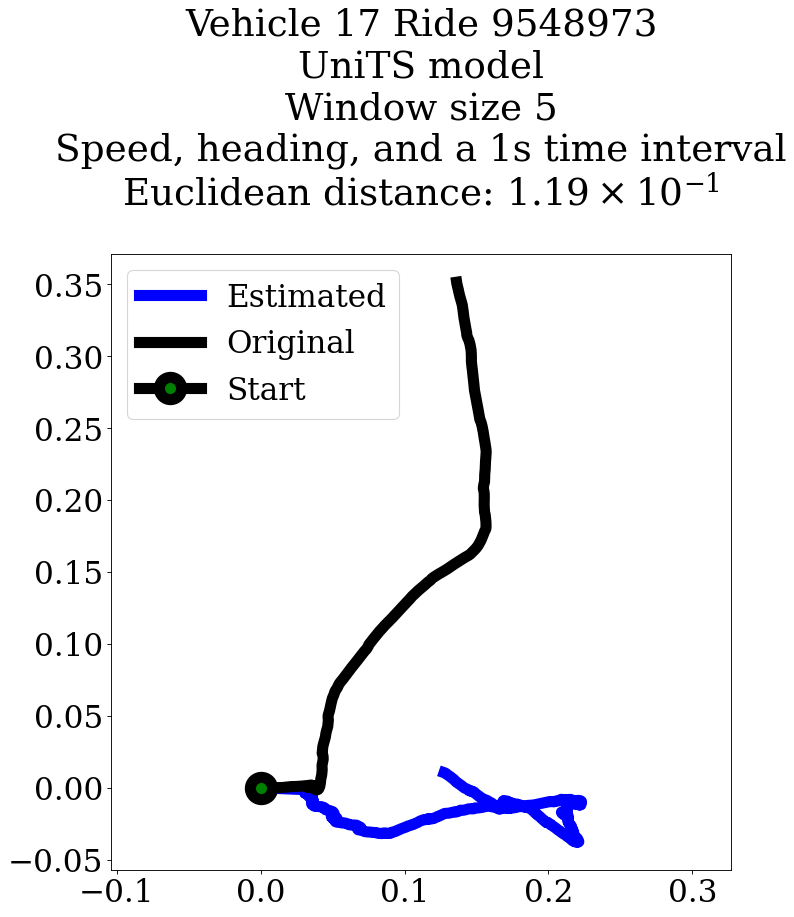 Vehicle 17 Ride 9548973
UniTS model
Window size 5
Speed, heading, and a 1s time interval
Euclidean distance: 1.19 × 10⁻¹
Estimated
Original
Start
0.35
0.30
0.25
0.20
0.15
0.10
0.05
0.00
−0.05
−0.1 0.0 0.1 0.2 0.3